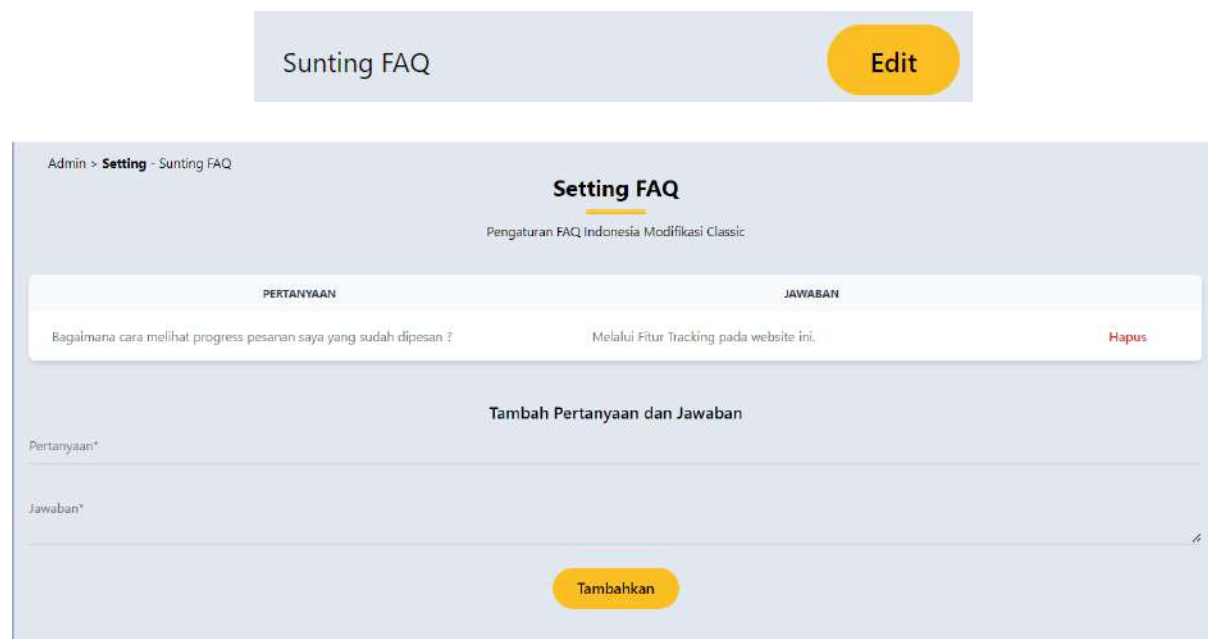 Sunting FAQ Edit
Admin > Setting - Sunting FAQ
Setting FAQ
Pengaturan FAQ Indonesia Modifikasi Classic
PERTANYAAN JAWABAN
Bagaimana cara melihat progress pesanan saya yang sudah dipesan ? Melalui Fitur Tracking pada website ini. Hapus
Tambah Pertanyaan dan Jawaban
Pertanyaan*
Jawaban*
Tambahkan